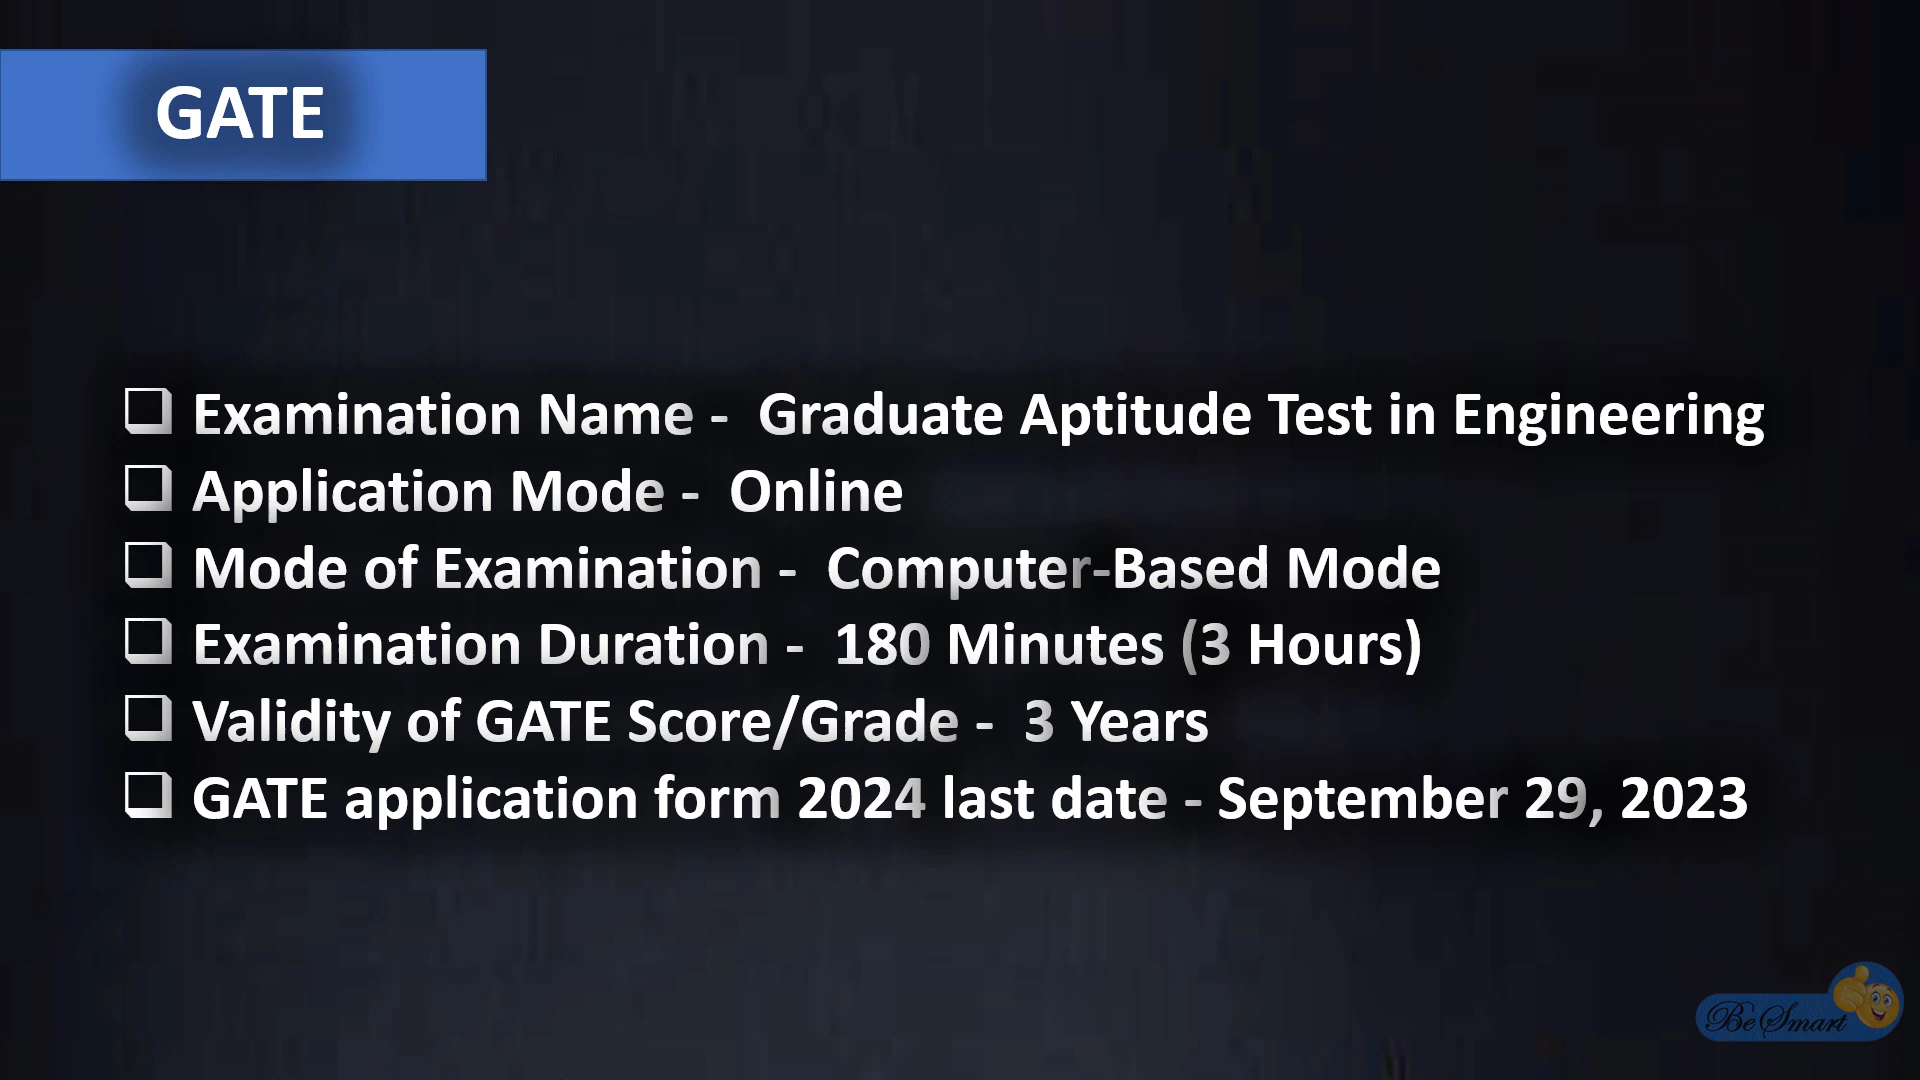 GATE
Examination Name - Graduate Aptitude Test in Engineering
Application Mode - Online
Mode of Examination - Computer-Based Mode
Examination Duration - 180 Minutes (3 Hours)
Validity of GATE Score/Grade - 3 Years
GATE application form 2024 last date - September 29, 2023
Be Smart